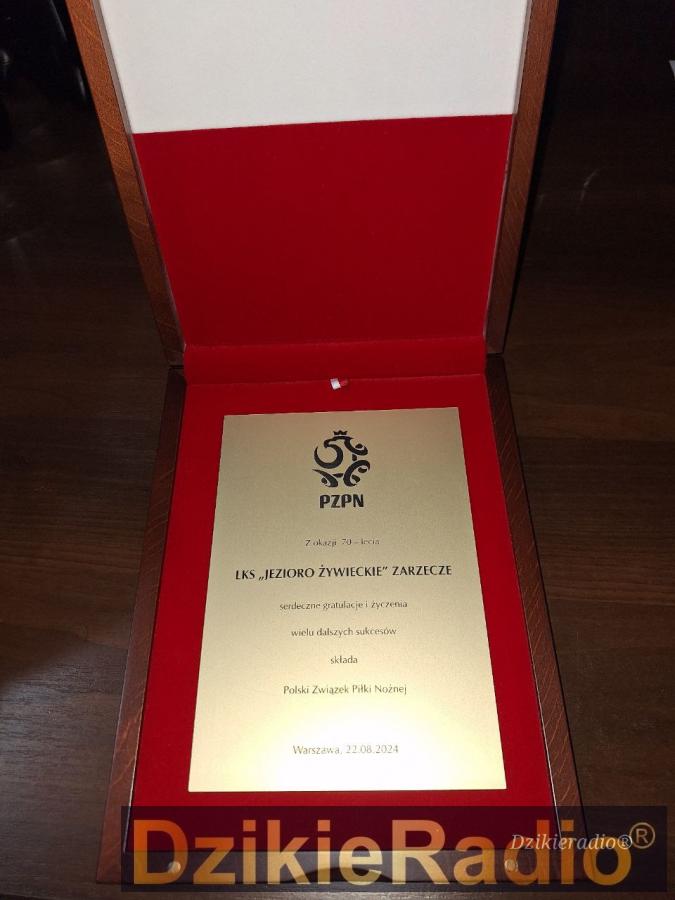 PZPN
Z okazji 70 – lecia
LKS „JEZIORO ŻYWIECKIE” ZARZECZE
serdeczne gratulacje i życzenia
wielu dalszych sukcesów
składa
Polski Związek Piłki Nożnej
Warszawa, 22.08.2024
DzikieRadio®
Dzikieradio®